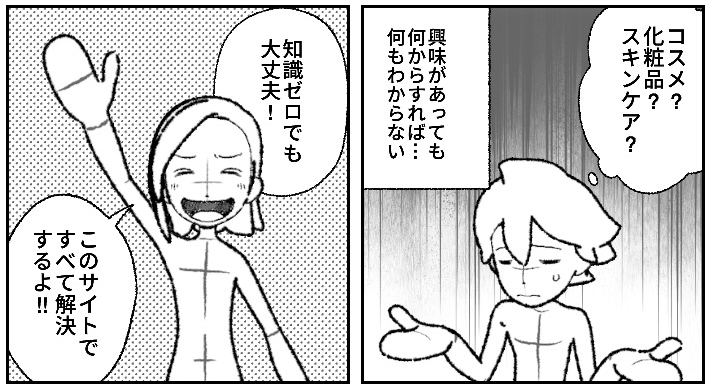 コスメ？
化粧品？
スキンケア？
興味があっても
何からすれば…
何もわからない
知識ゼロでも
大丈夫！
このサイトで
すべて解決
するよ!!